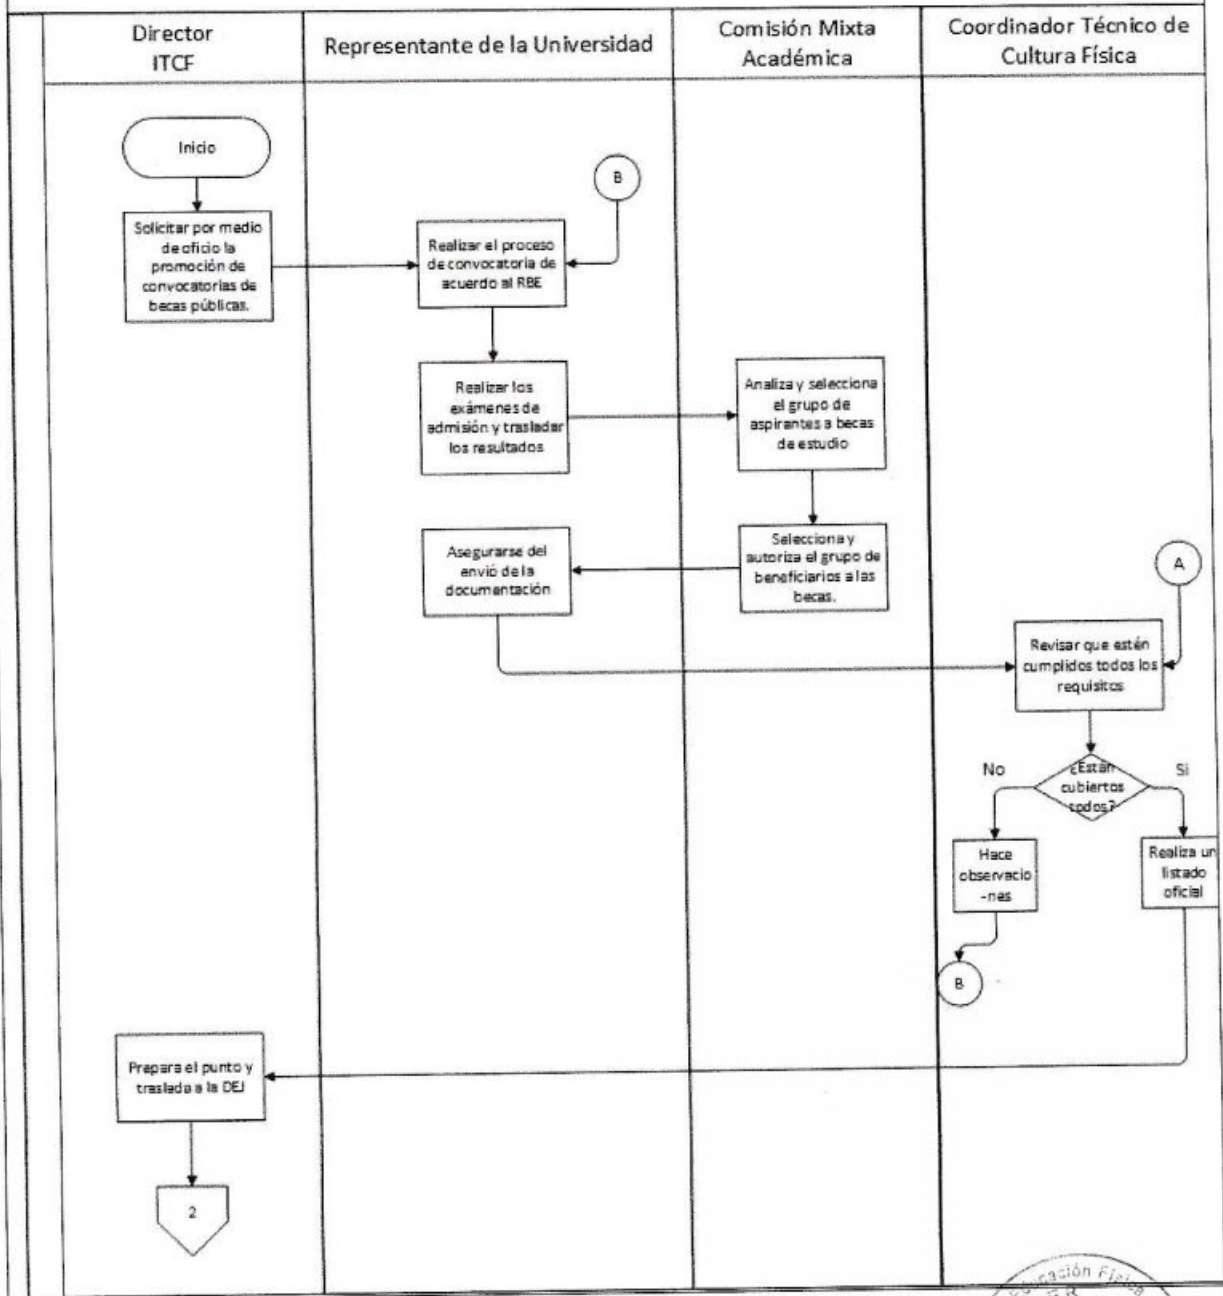 Director
ITCF
Representante de la Universidad
Comisión Mixta
Académica
Coordinador Técnico de
Cultura Física
Inicio
B
Solicitar por medio
de oficio la
promoción de
convocatorias de
becas públicas.
Realizar el proceso
de convocatoria de
acuerdo al RBE
Realizar los
exámenes de
admisión y trasladar
los resultados
Analiza y selecciona
el grupo de
aspirantes a becas
de estudio
Asegurarse del
envió de la
documentación
Selecciona y
autoriza el grupo de
beneficiarios a las
becas.
A
Revisar que estén
cumplidos todos los
requisitos
No
¿Están
cubiertos
todos?
Si
Hace
observacio
-nes
Realiza un
listado
oficial
B
Prepara el punto y
traslada a la DEJ
2
Física